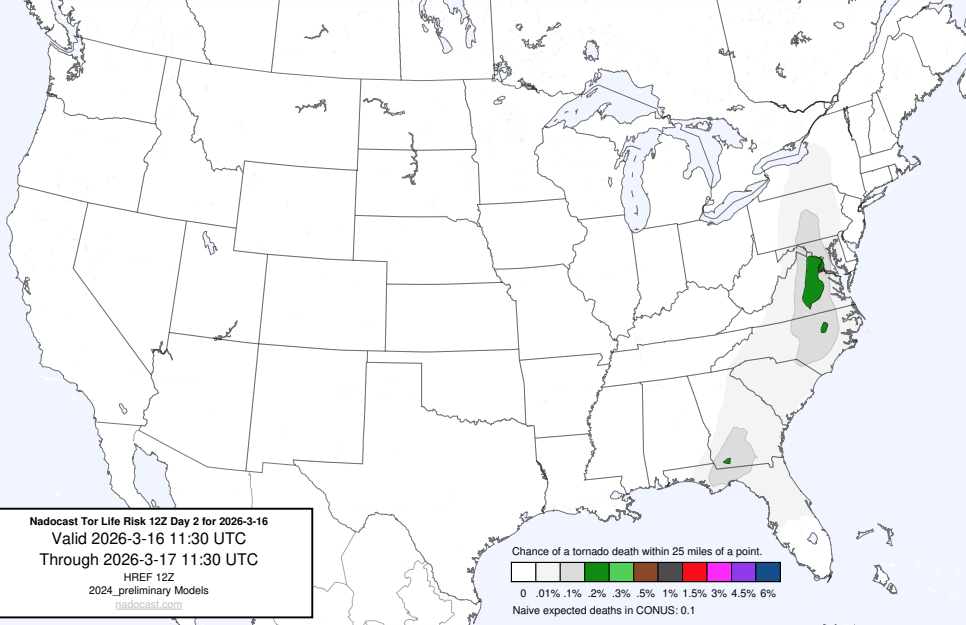 Nadocast Tor Life Risk 12Z Day 2 for 2026-3-16
Valid 2026-3-16 11:30 UTC
Through 2026-3-17 11:30 UTC
HREF 12Z
2024_preliminary Models
nadocast.com
Chance of a tornado death within 25 miles of a point.
0 .01% .1% .2% .3% .5% 1% 1.5% 3% 4.5% 6%
Naive expected deaths in CONUS: 0.1